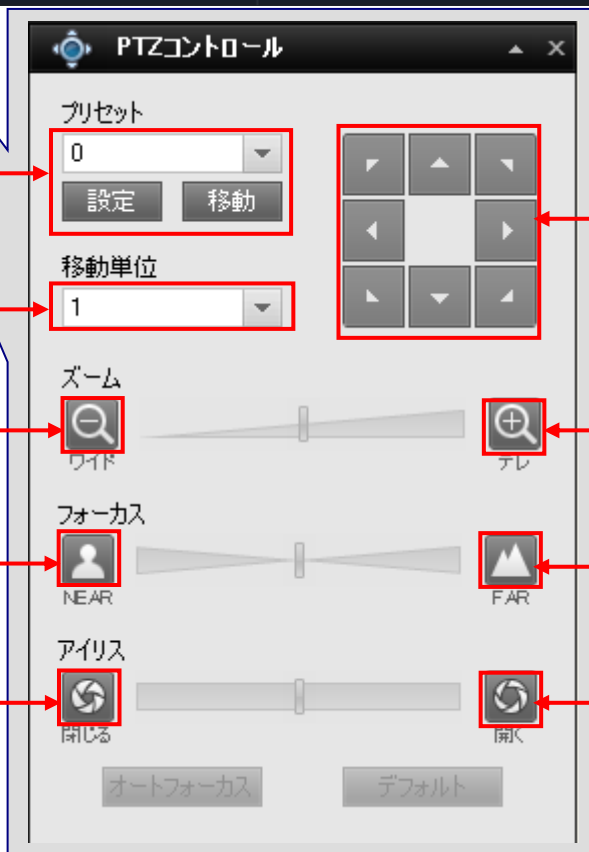 PTZコントロール
プリセット
0
設定 移動
移動単位
1
ズーム
ワイド テレ
フォーカス
NEAR FAR
アイリス
閉じる 開く
オートフォーカス デフォルト